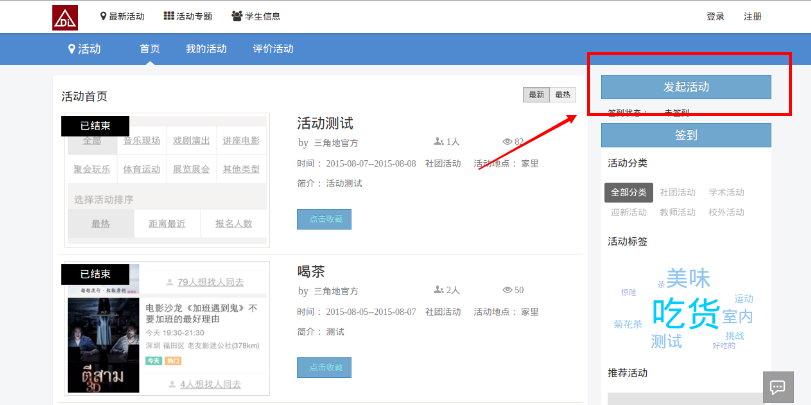 DL 最新活动 活动专题 学生信息 登录 注册
活动 首页 我的活动 评价活动
活动首页 最新 最热
已结束
全部 音乐现场 戏剧演出 讲座电影
聚会玩乐 体育运动 展览展会 其他类型
选择活动排序
最热 距离最近 报名人数
活动测试
by 三角地官方 1人 82
时间：2015-08-07--2015-08-08 社团活动 活动地点：家里
简介：活动测试
点击收藏
已结束
79人想找人同去
电影沙龙《加班遇到鬼》不
要加班的最好理由
今天 19:30-21:30
深圳 福田区 老友影迷公社(378km)
今天 热门
4人想找人同去
喝茶
by 三角地官方 2人 50
时间：2015-08-05--2015-08-07 社团活动 活动地点：家里
简介：测试
点击收藏
发起活动
签到状态： 未签到
签到
活动分类
全部分类 社团活动 学术活动
迎新活动 教师活动 校外活动
活动标签
茶 美味
惊险 运动
吃货 室内
菊花茶 挑战
测试 好吃的
推荐活动